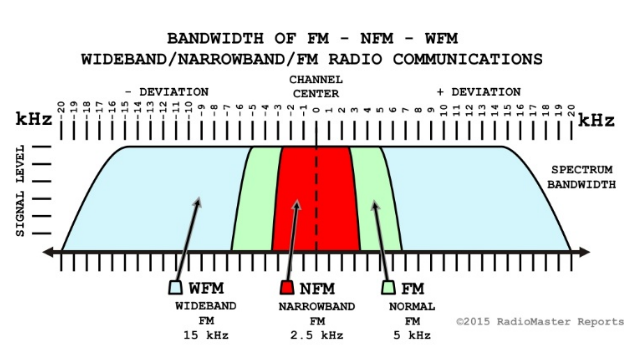 BANDWIDTH OF FM - NFM - WFM
WIDEBAND/NARROWBAND/FM RADIO COMMUNICATIONS
- DEVIATION
CHANNEL
CENTER
+ DEVIATION
kHz -20 -19 -18 -17 -16 -15 -14 -13 -12 -11 -10 -9 -8 -7 -6 -5 -4 -3 -2 -1 0 1 2 3 4 5 6 7 8 9 10 11 12 13 14 15 16 17 18 19 20 kHz
SIGNAL LEVEL
SPECTRUM
BANDWIDTH
WFM
WIDEBAND
FM
15 kHz
NFM
NARROWBAND
FM
2.5 kHz
FM
NORMAL
FM
5 kHz
©2015 RadioMaster Reports